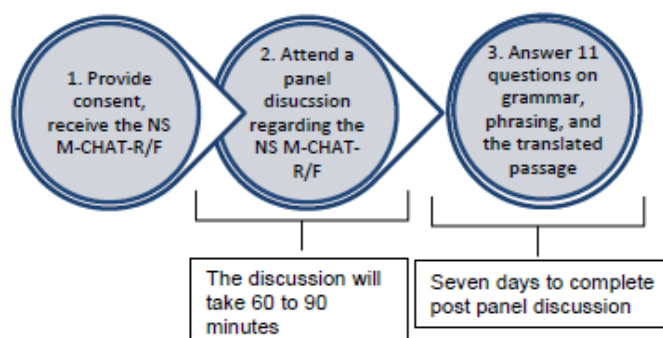 1. Provide
consent,
receive the NS
M-CHAT-R/F
2. Attend a
panel
disucssion
regarding the
NS M-CHAT-
R/F
3. Answer 11
questions on
grammar,
phrasing, and
the translated
passage
The discussion will
take 60 to 90
minutes
Seven days to complete
post panel discussion